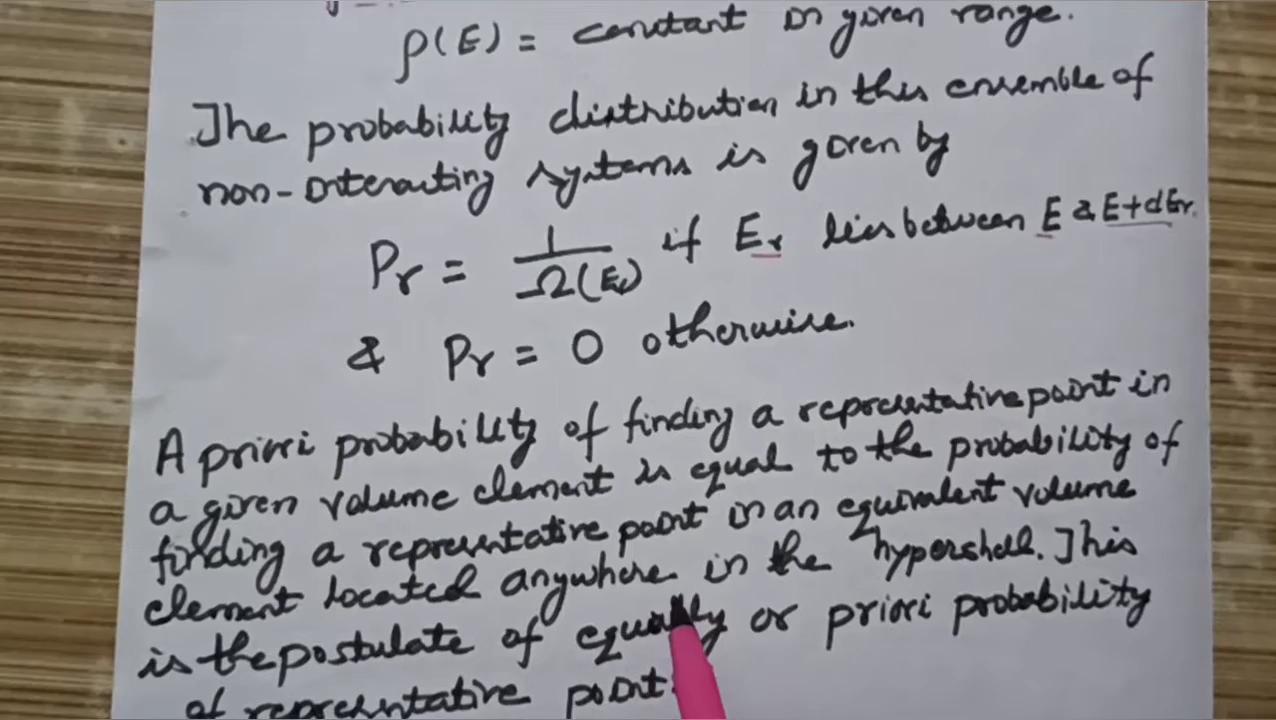 ρ(E) = constant in given range.
The probability distribution in this ensemble of
non-interacting systems is given by
Pr = 1/Ω(E) if Er lies between E & E+dEr.
& Pr = 0 otherwise.
A priori probability of finding a representative point in
a given volume element is equal to the probability of
finding a representative point in an equivalent volume
element located anywhere in the hypershell. This
is the postulate of equally or priori probability
of representative point.